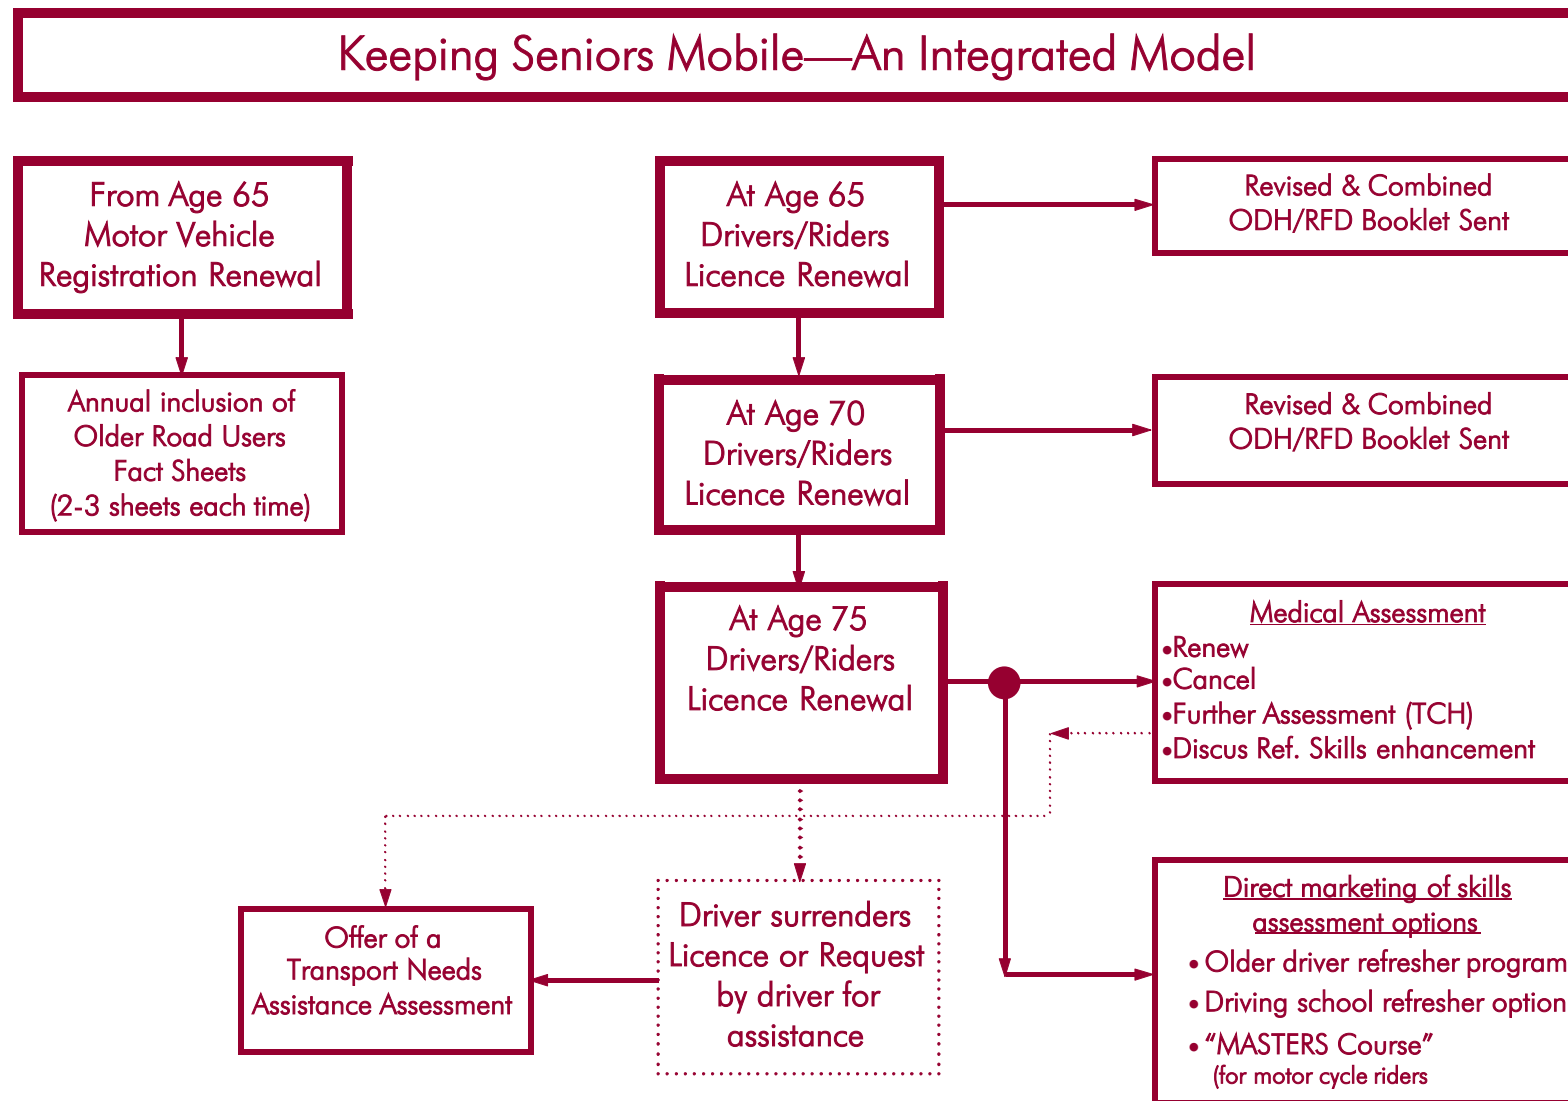 Keeping Seniors Mobile—An Integrated Model
From Age 65
Motor Vehicle
Registration Renewal
Annual inclusion of
Older Road Users
Fact Sheets
(2-3 sheets each time)
At Age 65
Drivers/Riders
Licence Renewal
Revised & Combined
ODH/RFD Booklet Sent
At Age 70
Drivers/Riders
Licence Renewal
Revised & Combined
ODH/RFD Booklet Sent
At Age 75
Drivers/Riders
Licence Renewal
Medical Assessment
•Renew
•Cancel
•Further Assessment (TCH)
•Discus Ref. Skills enhancement
Offer of a
Transport Needs
Assistance Assessment
Driver surrenders
Licence or Request
by driver for
assistance
Direct marketing of skills
assessment options
• Older driver refresher program
• Driving school refresher option
• “MASTERS Course”
(for motor cycle riders